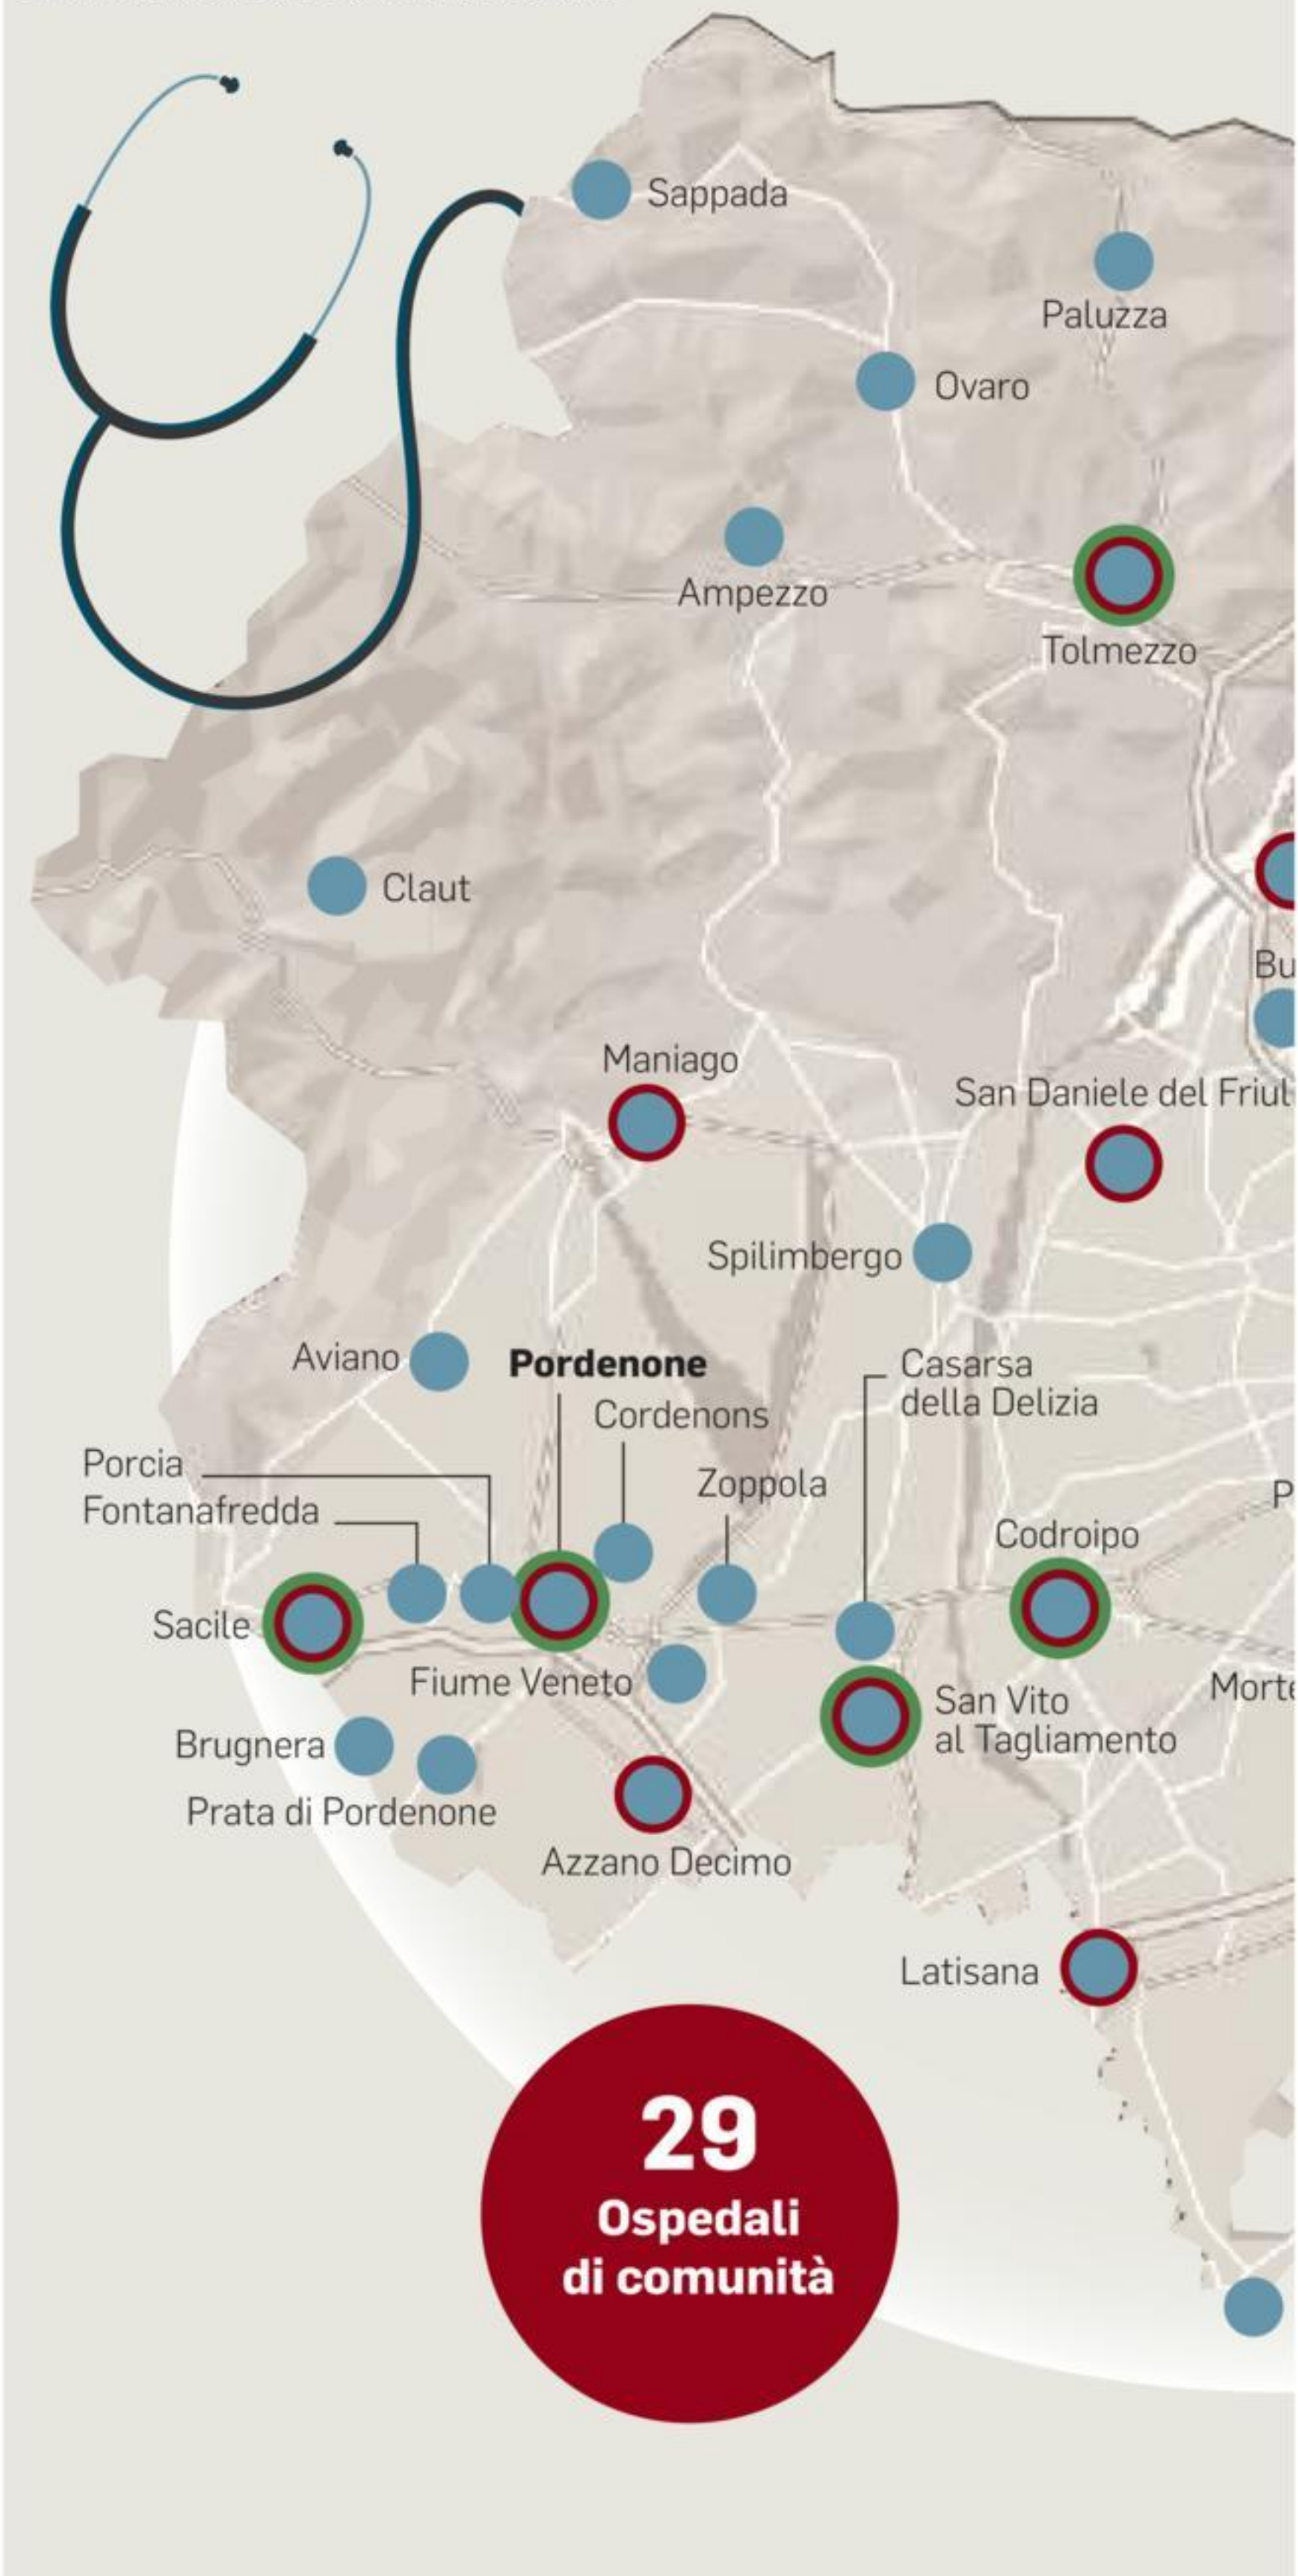 Sappada
Paluzza
Ovaro
Ampezzo
Tolmezzo
Claut
Bu
Maniago
San Daniele del Friul
Spilimbergo
Aviano
Pordenone
Casarsa
della Delizia
Cordenons
Porcia
Zoppola
Fontanafredda
P
Codroipo
Sacile
Fiume Veneto
Morte
San Vito
al Tagliamento
Brugnera
Prata di Pordenone
Azzano Decimo
Latisana
29
Ospedali
di comunità